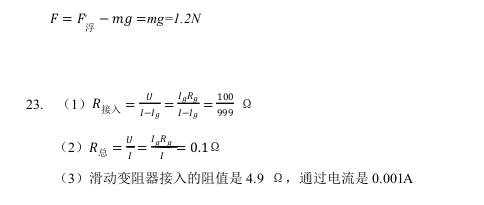 F = F浮 − mg =mg=1.2N
23. （1）R接入 = U/(I−Ig) = IgRg/(I−Ig) = 100/999 Ω
（2）R总 = U/I = IgRg/I = 0.1Ω
（3）滑动变阻器接入的阻值是 4.9 Ω，通过电流是 0.001A